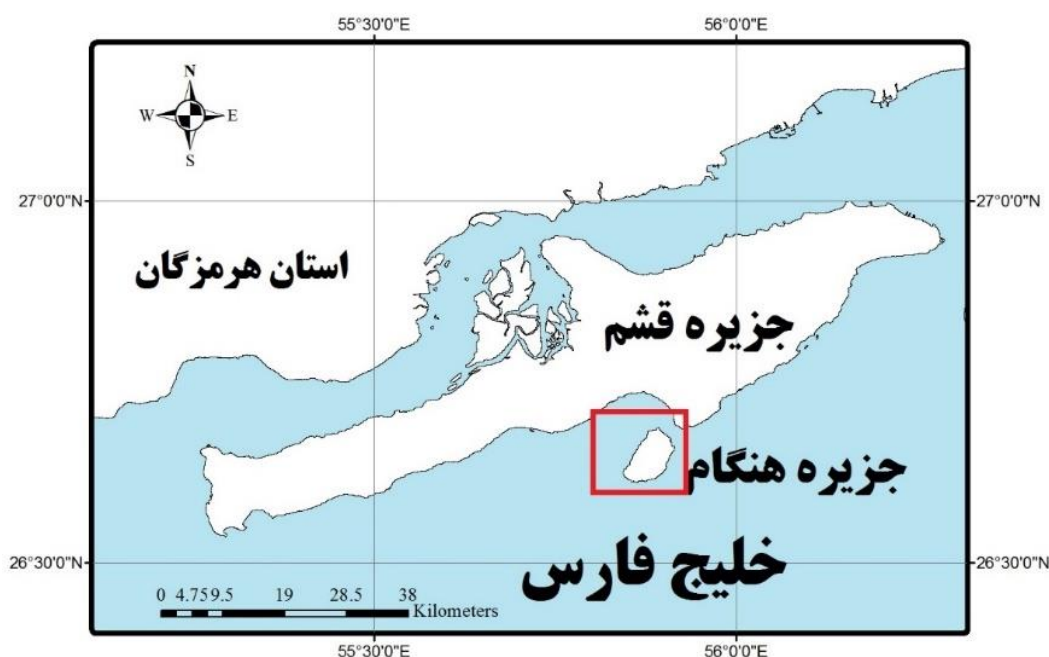 55°30'0"E
56°0'0"E
N
W
E
S
27°0'0"N
27°0'0"N
استان هرمزگان
جزیره قشم
جزیره هنگام
خلیج فارس
26°30'0"N
26°30'0"N
0 4.75 9.5 19 28.5 38
Kilometers
55°30'0"E
56°0'0"E